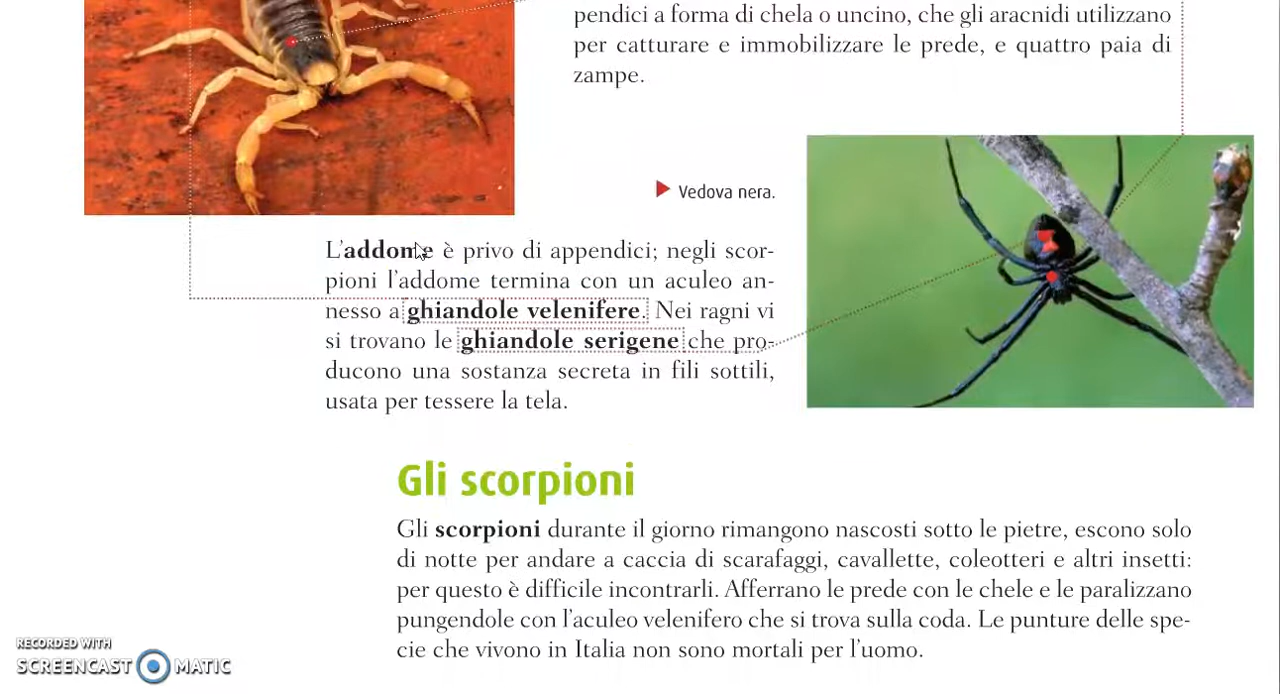 pendici a forma di chela o uncino, che gli aracnidi utilizzano
per catturare e immobilizzare le prede, e quattro paia di
zampe.
Vedova nera.
L'addome è privo di appendici; negli scor-
pioni l'addome termina con un aculeo an-
nesso a ghiandole velenifere. Nei ragni vi
si trovano le ghiandole serigene che pro-
ducono una sostanza secreta in fili sottili,
usata per tessere la tela.
Gli scorpioni
Gli scorpioni durante il giorno rimangono nascosti sotto le pietre, escono solo
di notte per andare a caccia di scarafaggi, cavallette, coleotteri e altri insetti:
per questo è difficile incontrarli. Afferrano le prede con le chele e le paralizzano
pungendole con l'aculeo velenifero che si trova sulla coda. Le punture delle spe-
cie che vivono in Italia non sono mortali per l'uomo.
RECORDED WITH
SCREENCAST MATIC